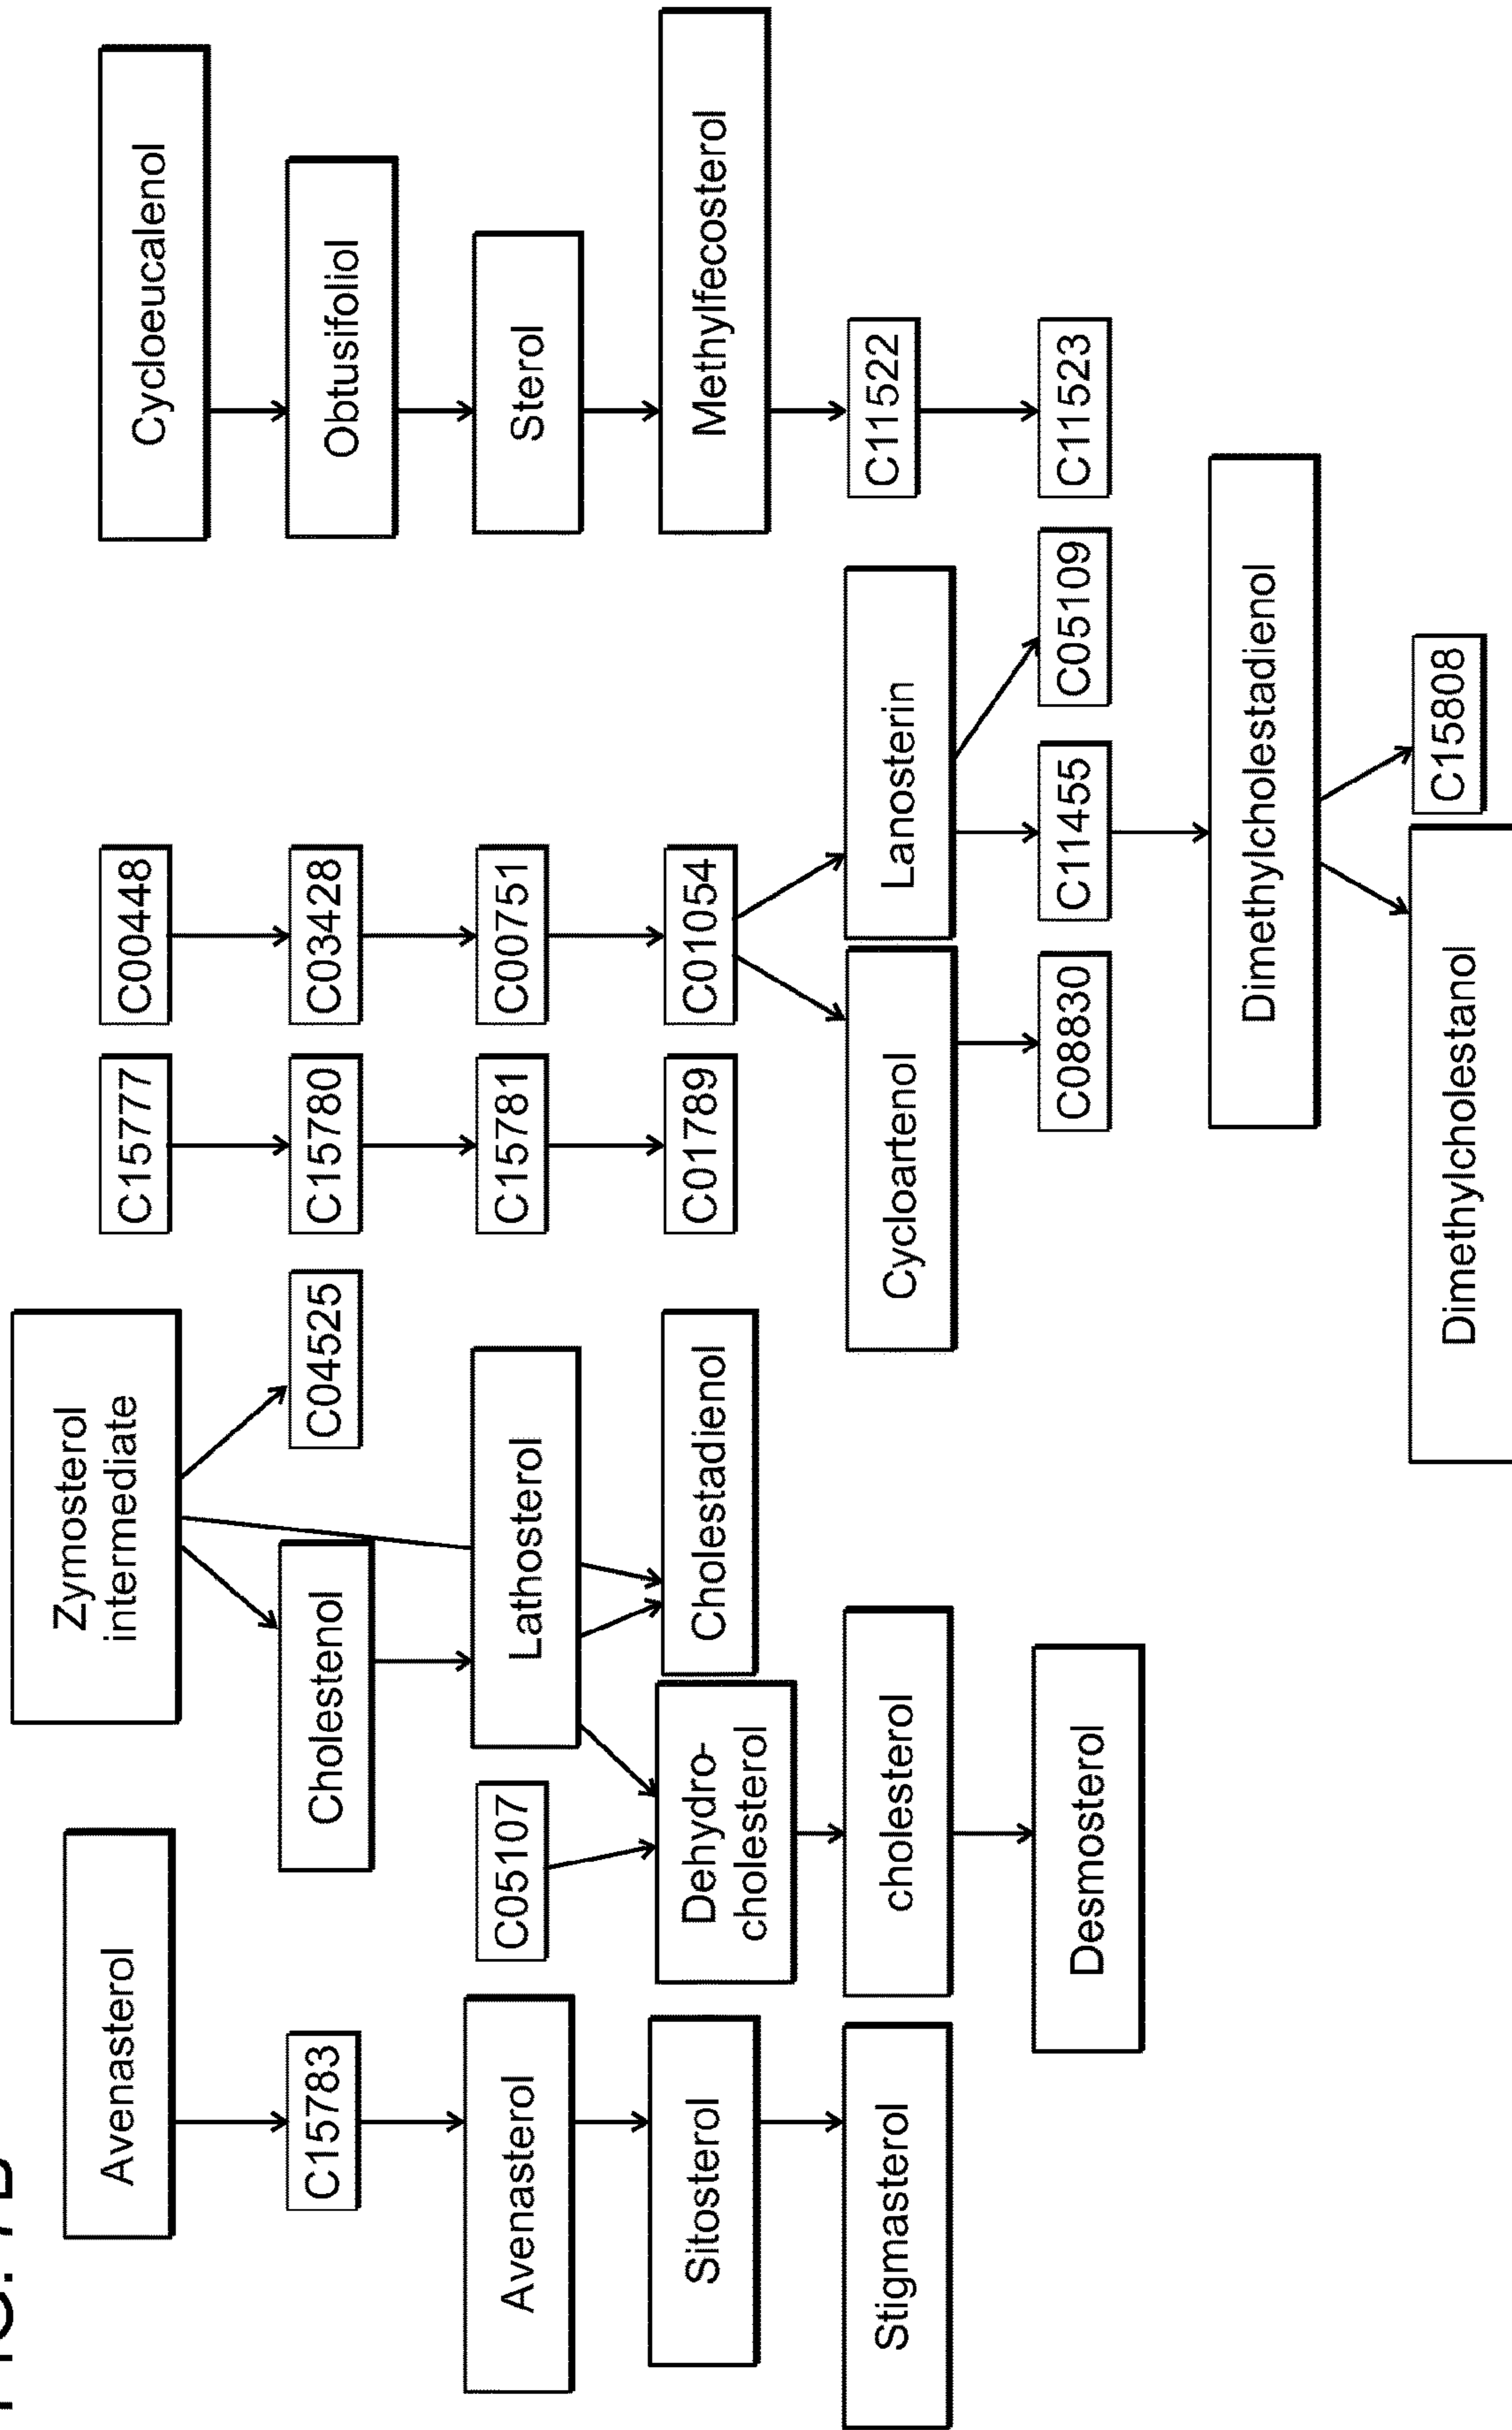 Avenasterol
Zymosterol
intermediate
C15777
C00448
Cycloeucalenol
C15783
Cholestenol
C04525
C15780
C03428
Obtusifoliol
Avenasterol
C05107
Lathosterol
C15781
C00751
Sterol
Sitosterol
Dehydro-
cholesterol
Cholestadienol
C01789
C01054
Methylfecosterol
Stigmasterol
cholesterol
Cycloartenol
Lanosterin
C11522
Desmosterol
C08830
C11455
C05109
C11523
Dimethylcholestadienol
Dimethylcholestanol
C15808